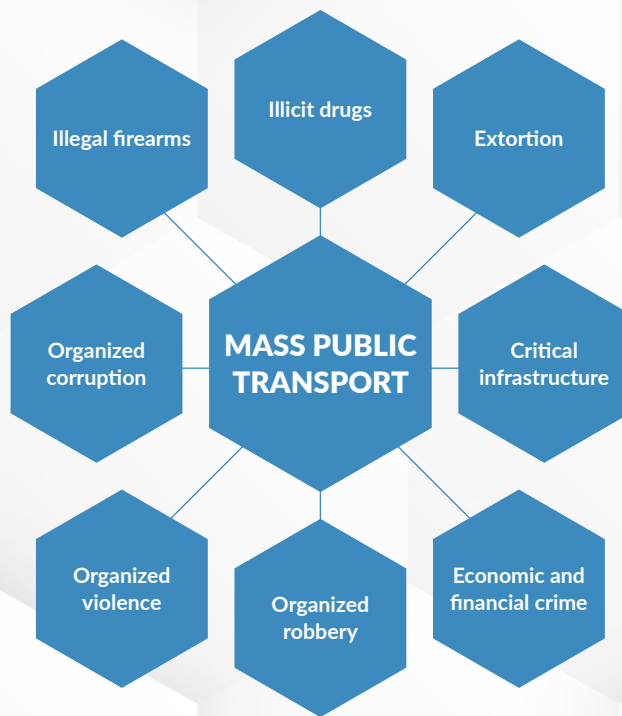 Illicit drugs
Illegal firearms
Extortion
MASS PUBLIC
TRANSPORT
Organized
corruption
Critical
infrastructure
Organized
violence
Organized
robbery
Economic and
financial crime